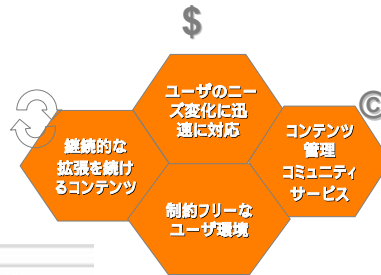 $
ユーザのニー
ズ変化に迅
速に対応
©
継続的な
拡張を続け
るコンテンツ
コンテンツ
管理
コミュニティ
サービス
制約フリーな
ユーザ環境